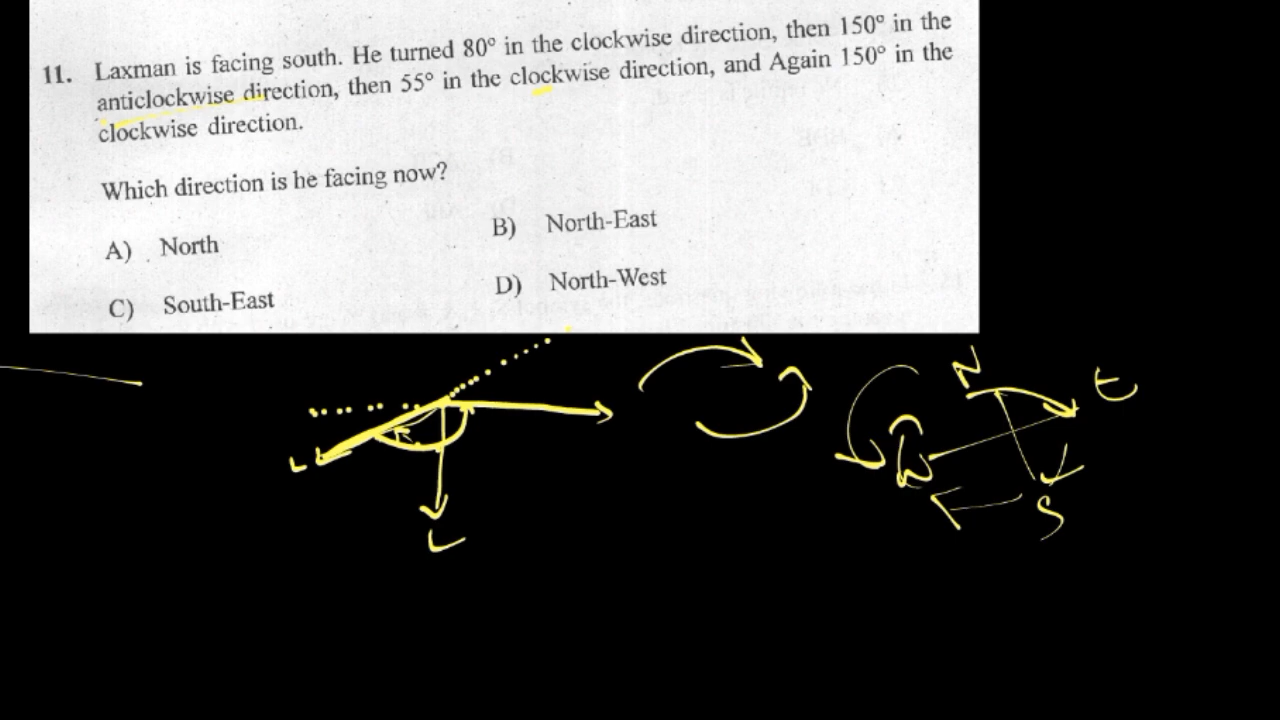 11. Laxman is facing south. He turned 80° in the clockwise direction, then 150° in the
anticlockwise direction, then 55° in the clockwise direction, and Again 150° in the
clockwise direction.
Which direction is he facing now?
A) North
B) North-East
C) South-East
D) North-West
N
E
L
W
S
L